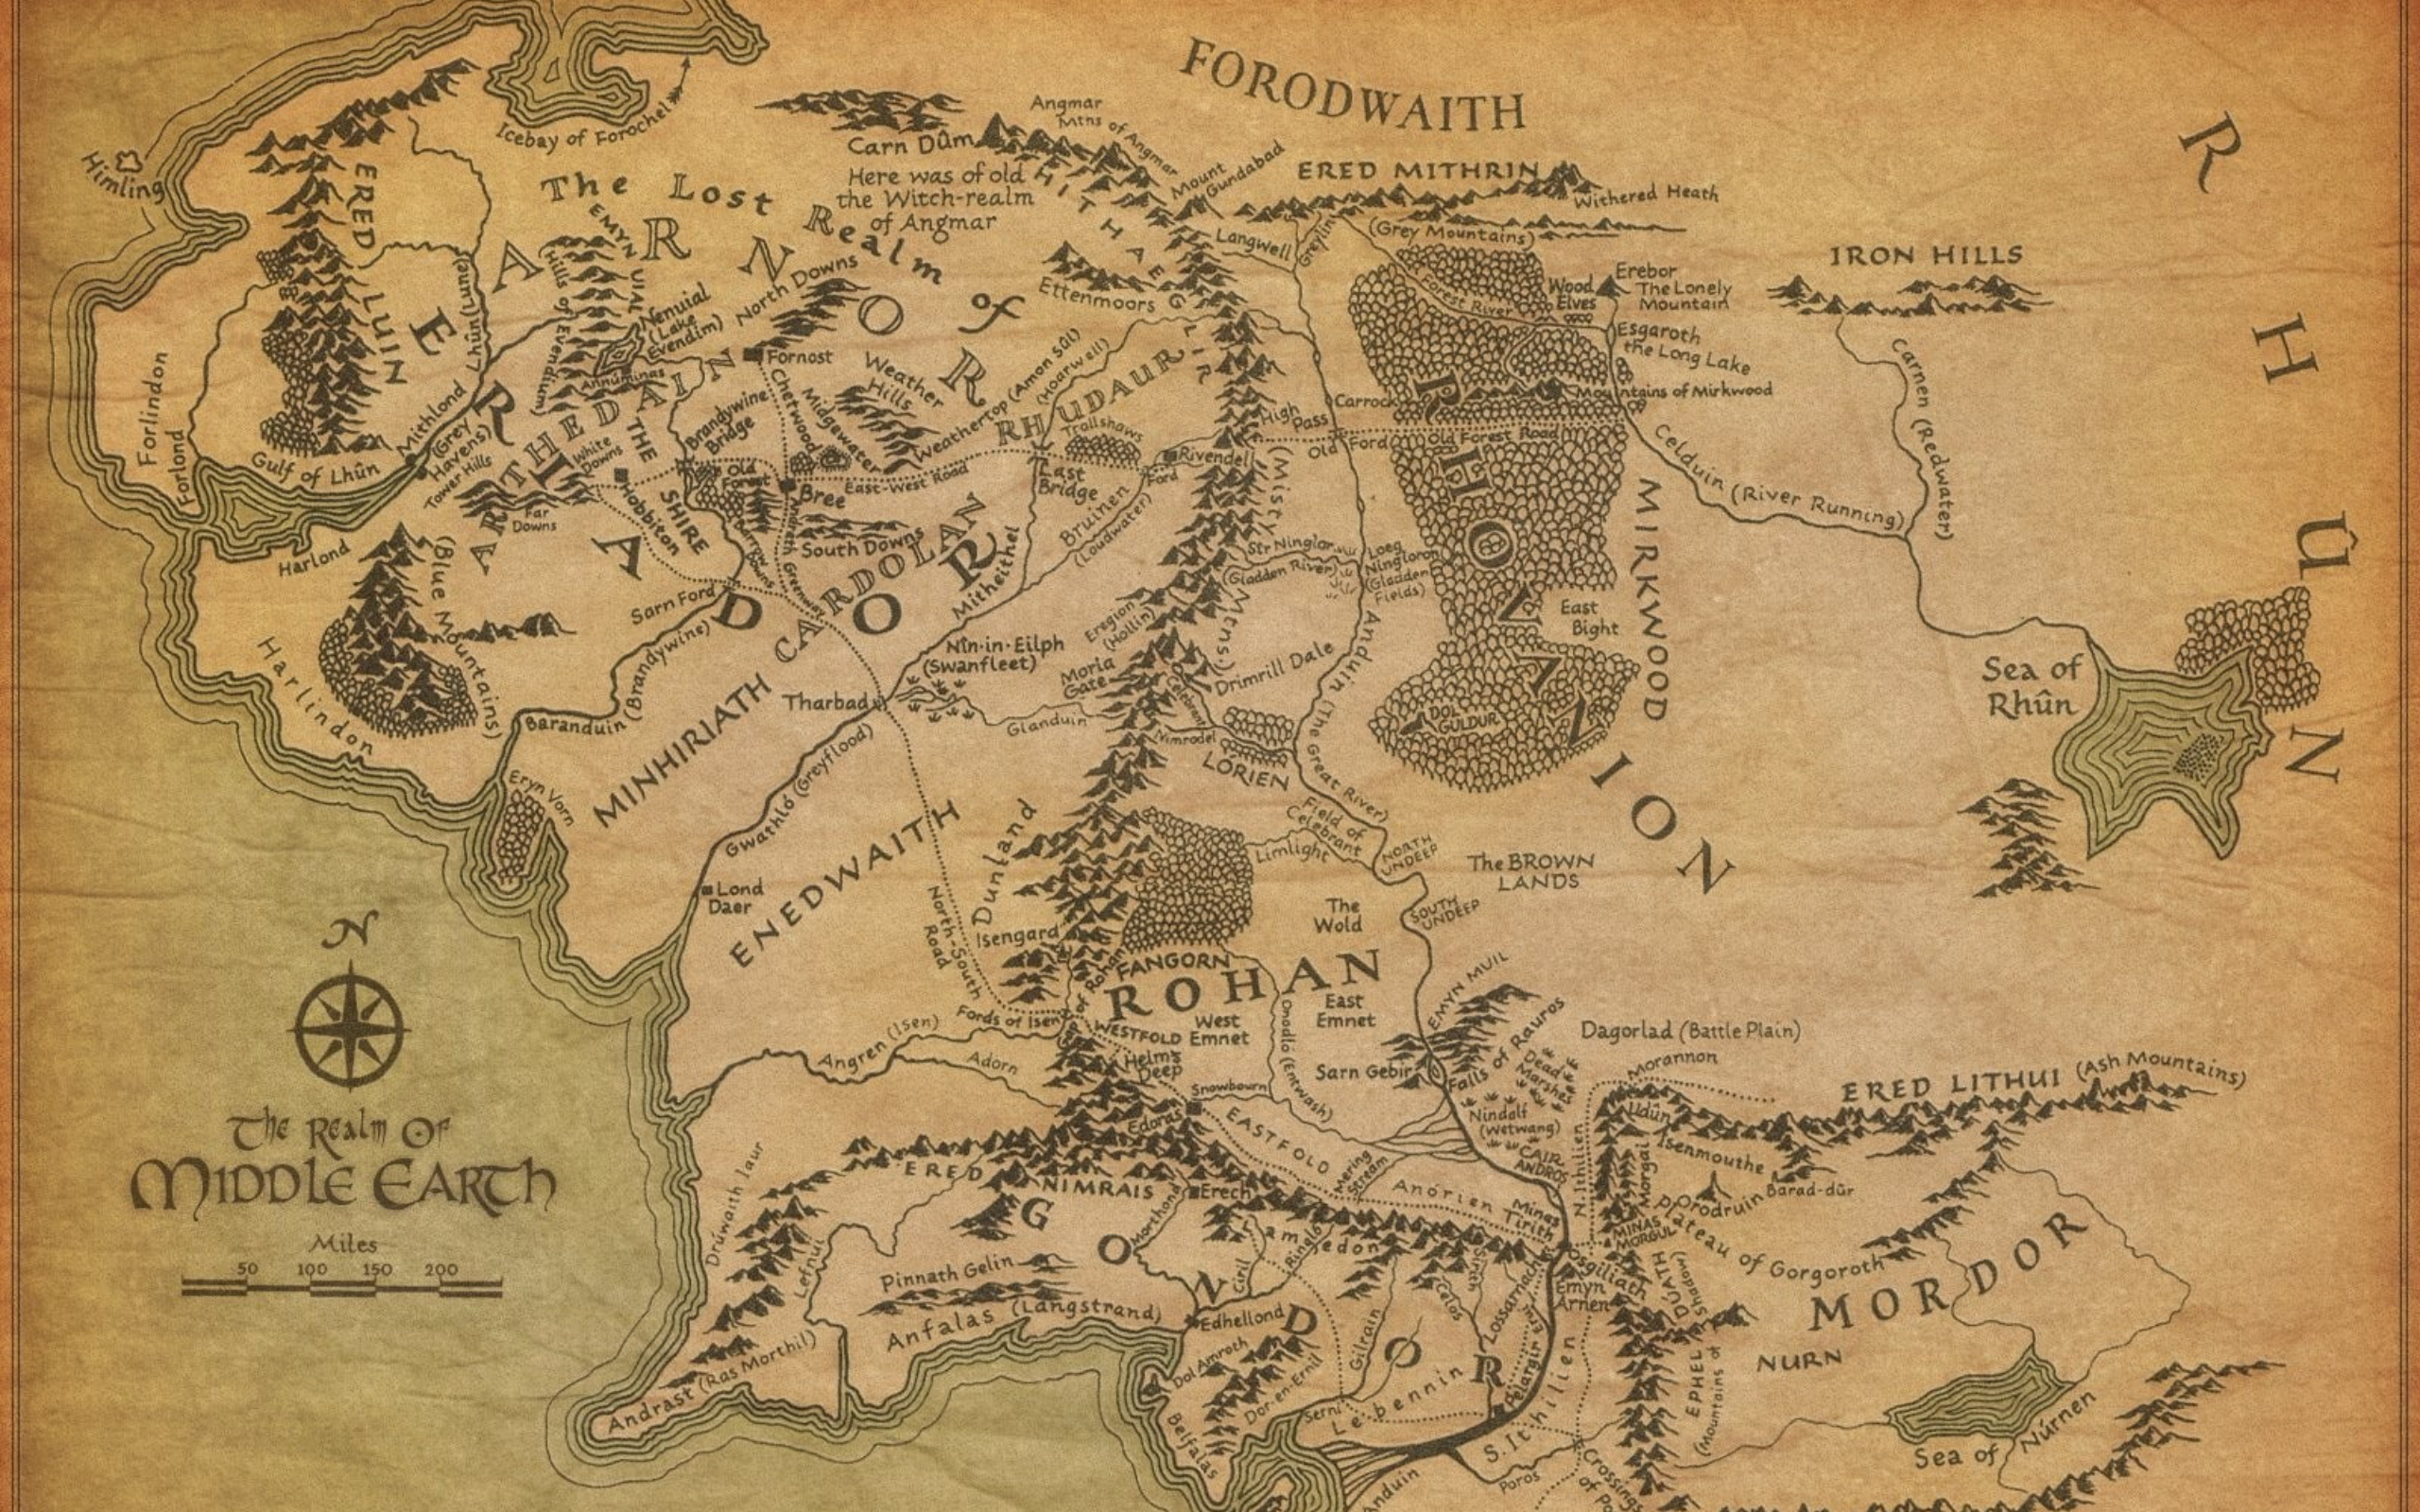 FORODWAITH
RHÛN
Icebay of Forochel
Himling
ERED LUIN
(Blue Mountains)
The Lost Realm of
ARNOR
ERIADOR
Angmar
Mtns of Angmar
Carn Dûm
Here was of old
the Witch-realm
of Angmar
HITHAEGLIR
(Misty Mtns)
Mount
Gundabad
ERED MITHRIN
(Grey Mountains)
Withered Heath
Langwell
Greylin
Ettenmoors
IRON HILLS
Erebor
The Lonely
Mountain
Wood
Elves
Forest River
Esgaroth
the Long Lake
Mountains of Mirkwood
Carnen (Redwater)
Celduin (River Running)
EMYN UIAL
(Hills of Evendim)
Nenuial
(Lake
Evendim)
Annúminas
North Downs
Fornost
Lhûn (Lune)
Forlindon
Forlond
Gulf of Lhûn
Mithlond
(Grey
Havens)
Tower Hills
ARTHEDAIN
White
Downs
Far
Downs
THE
SHIRE
Hobbiton
Brandywine
Bridge
Old
Forest
Chetwood
Midgewater
Weather
Hills
Weathertop (Amon Sûl)
(Hoarwell)
RHUDAUR
Trollshaws
Bree
East-West Road
Last
Bridge
Rivendell
Ford
High
Pass
Carrock
Old
Ford
Old Forest Road
Harlond
Harlindon
South Downs
Barrow
Downs
Greenway
Sarn Ford
CARDOLAN
Mitheithel
Bruinen
(Loudwater)
Str Ninglor
(Gladden River)
Loeg
Ningloron
(Gladden
Fields)
RHOVANION
MIRKWOOD
East
Bight
DOL
GULDUR
Sea of
Rhûn
Baranduin
(Brandywine)
Eryn Vorn
MINHIRIATH
Tharbad
Nîn-in-Eilph
(Swanfleet)
Eregion
(Hollin)
Moria
Gate
Glanduin
Drimrill Dale
Celebrant
Nimrodel
LÓRIEN
Anduin (The Great River)
Gwathló (Greyflood)
Lond
Daer
ENEDWAITH
North-South
Road
Dunland
Field of
Celebrant
Limlight
NORTH
UNDEEP
SOUTH
UNDEEP
The BROWN
LANDS
The
Wold
Isengard
FANGORN
ROHAN
of Rohan
Fords of Isen
WESTFOLD
West
Emnet
East
Emnet
Onodló (Entwash)
Angren (Isen)
Adorn
Helm's
Deep
Snowbourn
Edoras
EASTFOLD
EMYN MUIL
Sarn Gebir
Falls of Rauros
Dead
Marshes
Nindalf
(Wetwang)
CAIR
ANDROS
Dagorlad (Battle Plain)
Morannon
ERED LITHUI (Ash Mountains)
Udûn
Isenmouthe
Morgai
N. Ithilien
Orodruin
Barad-dûr
Plateau of Gorgoroth
MORDOR
NURN
Sea of Núrnen
N
The Realm Of
Middle Earth
Miles
50 100 150 200
Drúwaith Iaur
ERED
NIMRAIS
Erech
Morthond
GONDOR
Lefnui
Pinnath Gelin
Anfalas (Langstrand)
Andrast (Ras Morthil)
Mering
Stream
Anórien
Minas
Tirith
MINAS
MORGUL
Osgiliath
Emyn
Arnen
Lamedon
Ciril
Ringló
Edhellond
Dol Amroth
Dor-en-Ernil
Belfalas
Gilrain
Serni
Celos
Lossarnach
Lebennin
Pelargir
S. Ithilien
EPHEL DÚATH
(Mountains of Shadow)
Poros
Crossings
Anduin